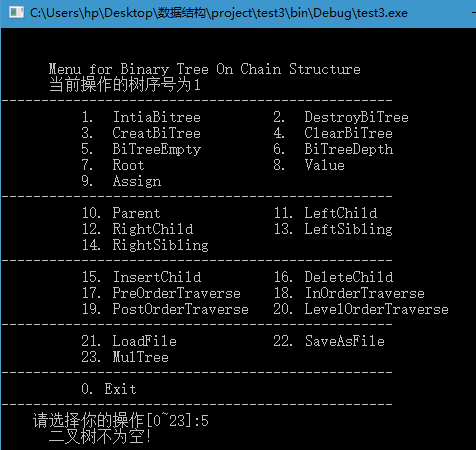 C:\Users\hp\Desktop\数据结构\project\test3\bin\Debug\test3.exe
Menu for Binary Tree On Chain Structure
当前操作的树序号为1
--------------------------------------------------
1. IntiaBitree 2. DestroyBiTree
3. CreatBiTree 4. ClearBiTree
5. BiTreeEmpty 6. BiTreeDepth
7. Root 8. Value
9. Assign
--------------------------------------------------
10. Parent 11. LeftChild
12. RightChild 13. LeftSibling
14. RightSibling
--------------------------------------------------
15. InsertChild 16. DeleteChild
17. PreOrderTraverse 18. InOrderTraverse
19. PostOrderTraverse 20. LevelOrderTraverse
--------------------------------------------------
21. LoadFile 22. SaveAsFile
23. MulTree
--------------------------------------------------
0. Exit
--------------------------------------------------
请选择你的操作[0~23]:5
二叉树不为空!